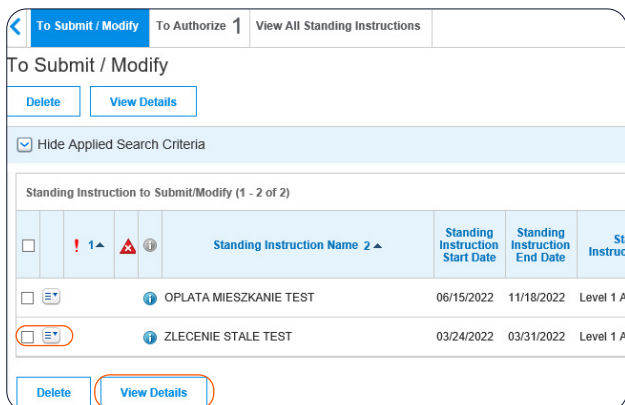 To Submit / Modify To Authorize 1 View All Standing Instructions
To Submit / Modify
Delete View Details
Hide Applied Search Criteria
Standing Instruction to Submit/Modify (1 - 2 of 2)
! 1 Standing Instruction Name 2 Standing Instruction Start Date Standing Instruction End Date
OPLATA MIESZKANIE TEST 06/15/2022 11/18/2022 Level 1 A
ZLECENIE STALE TEST 03/24/2022 03/31/2022 Level 1 A
Delete View Details